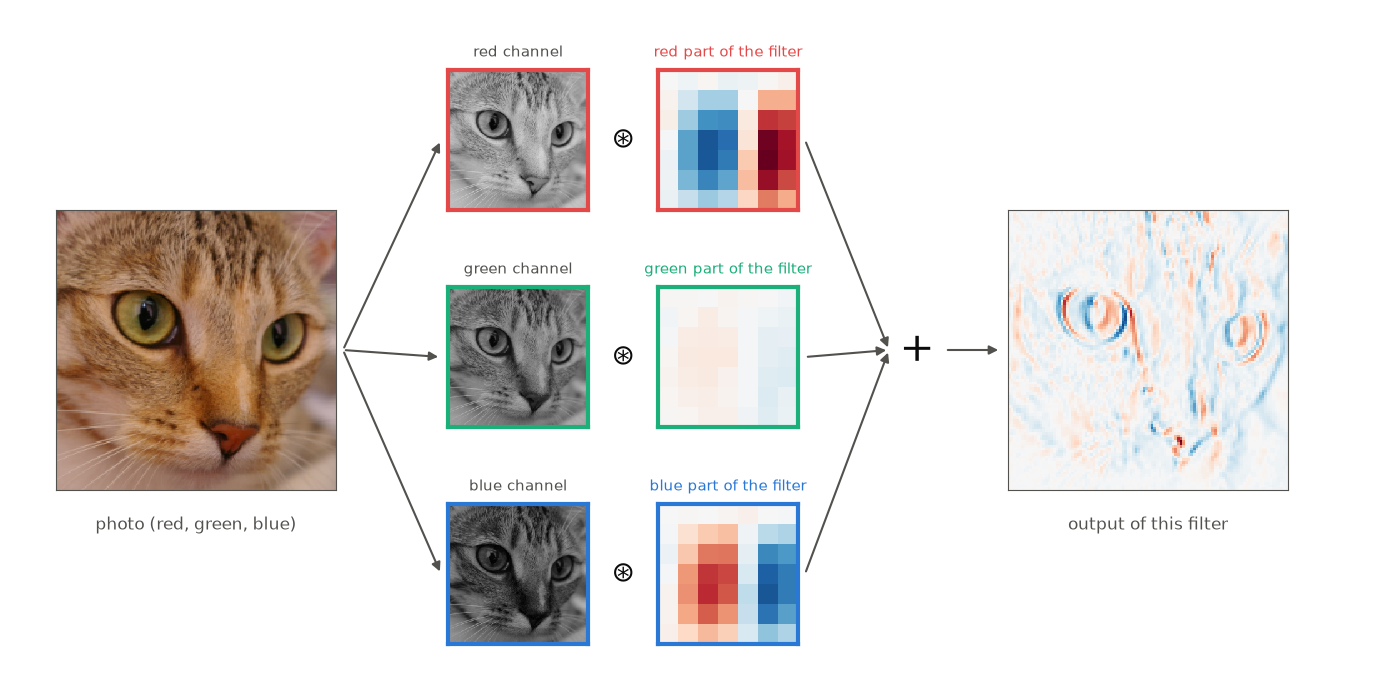 red channel
red part of the filter
green channel
green part of the filter
blue channel
blue part of the filter
photo (red, green, blue)
output of this filter